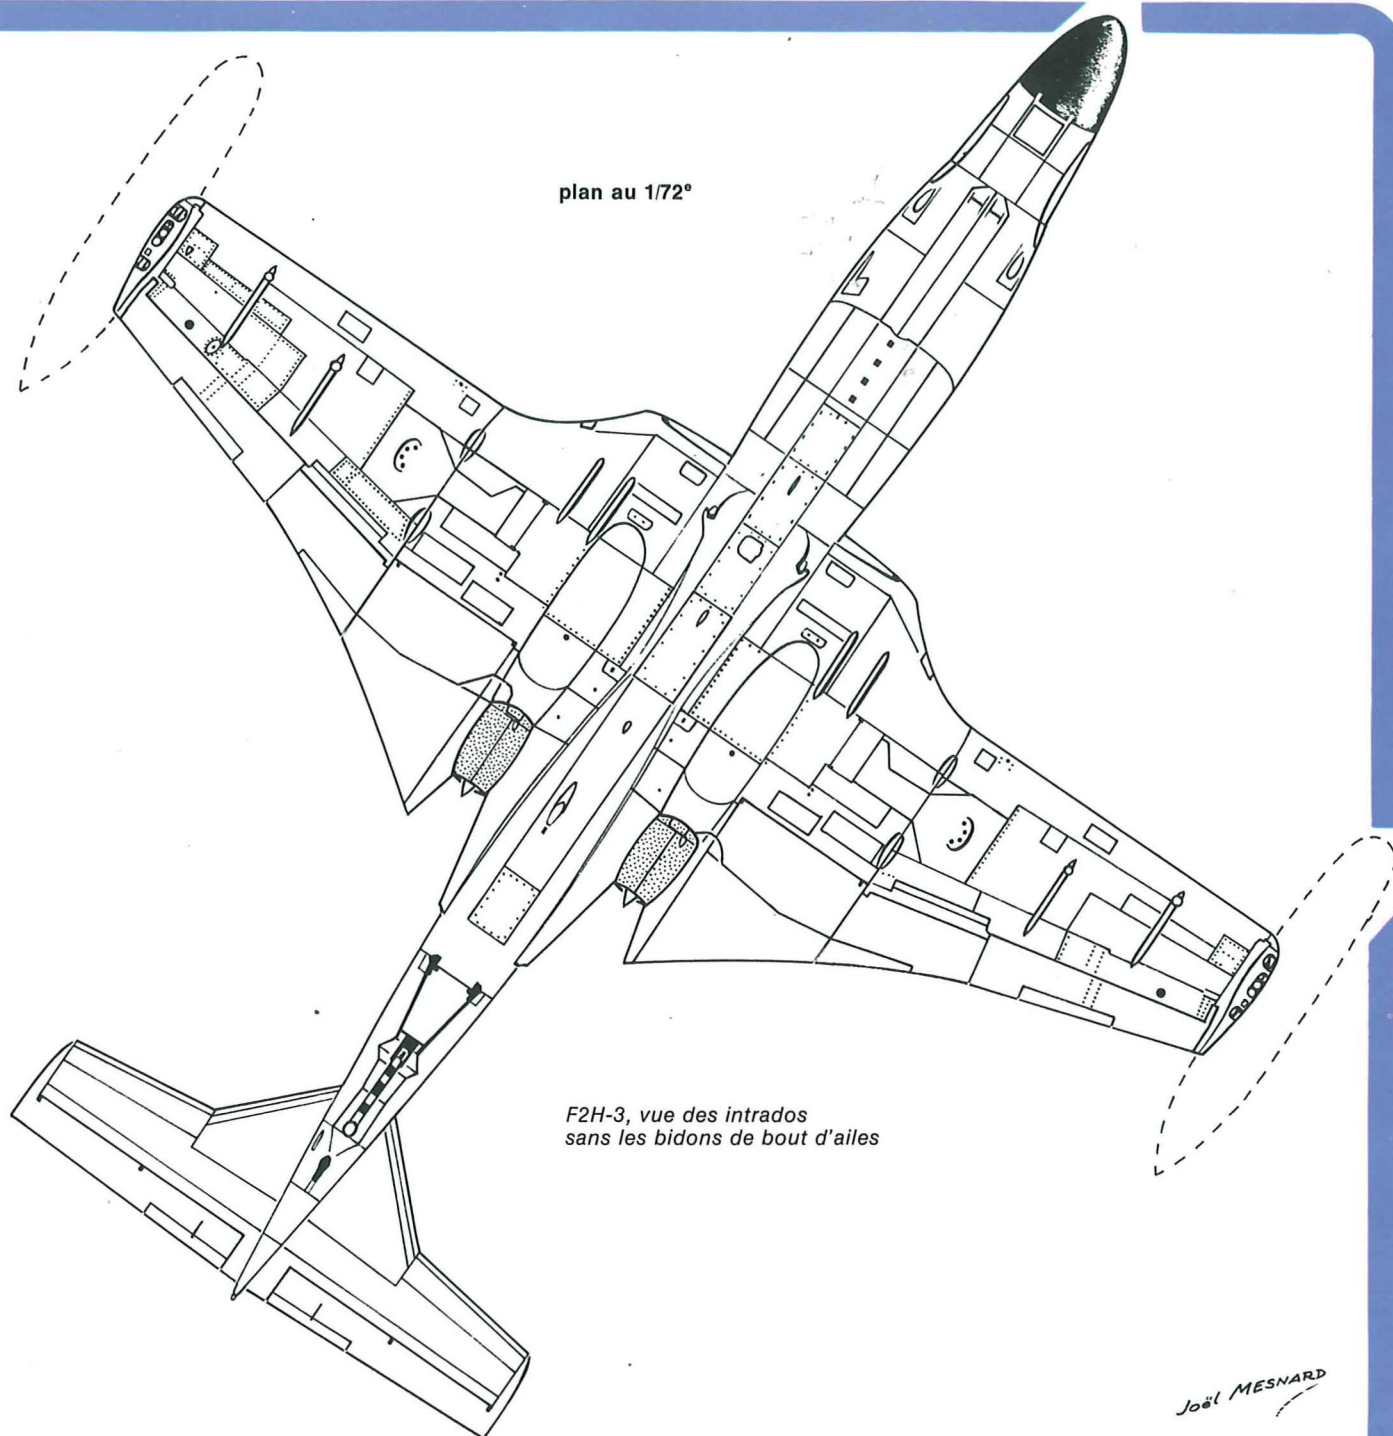 plan au 1/72e
F2H-3, vue des intrados
sans les bidons de bout d'ailes
Joël MESNARD